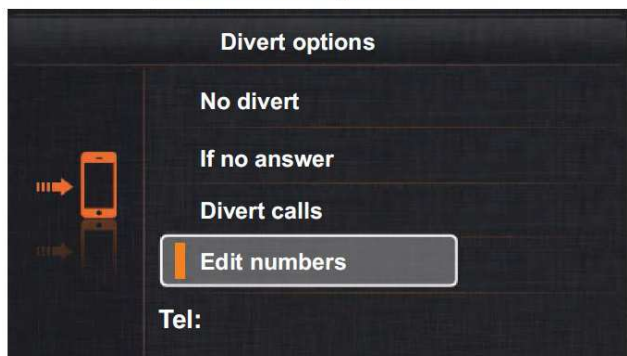 Divert options
No divert
If no answer
Divert calls
Edit numbers
Tel: